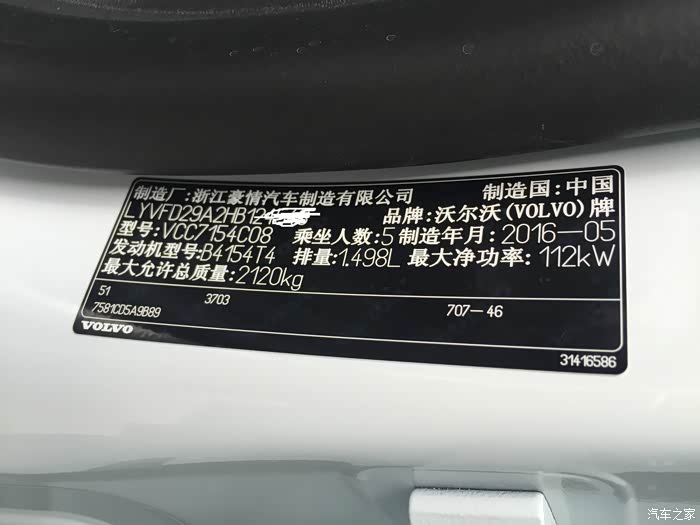 制造厂:浙江豪情汽车制造有限公司 制造国:中国
LYVFD29A2HB12 品牌:沃尔沃(VOLVO)牌
型号:VCC7154C08 乘坐人数:5 制造年月:2016-05
发动机型号:B4154T4 排量:1.498L 最大净功率:112kW
最大允许总质量:2120kg
51 3703 707-46
7581CD5A9B89
VOLVO
31416586
汽车之家